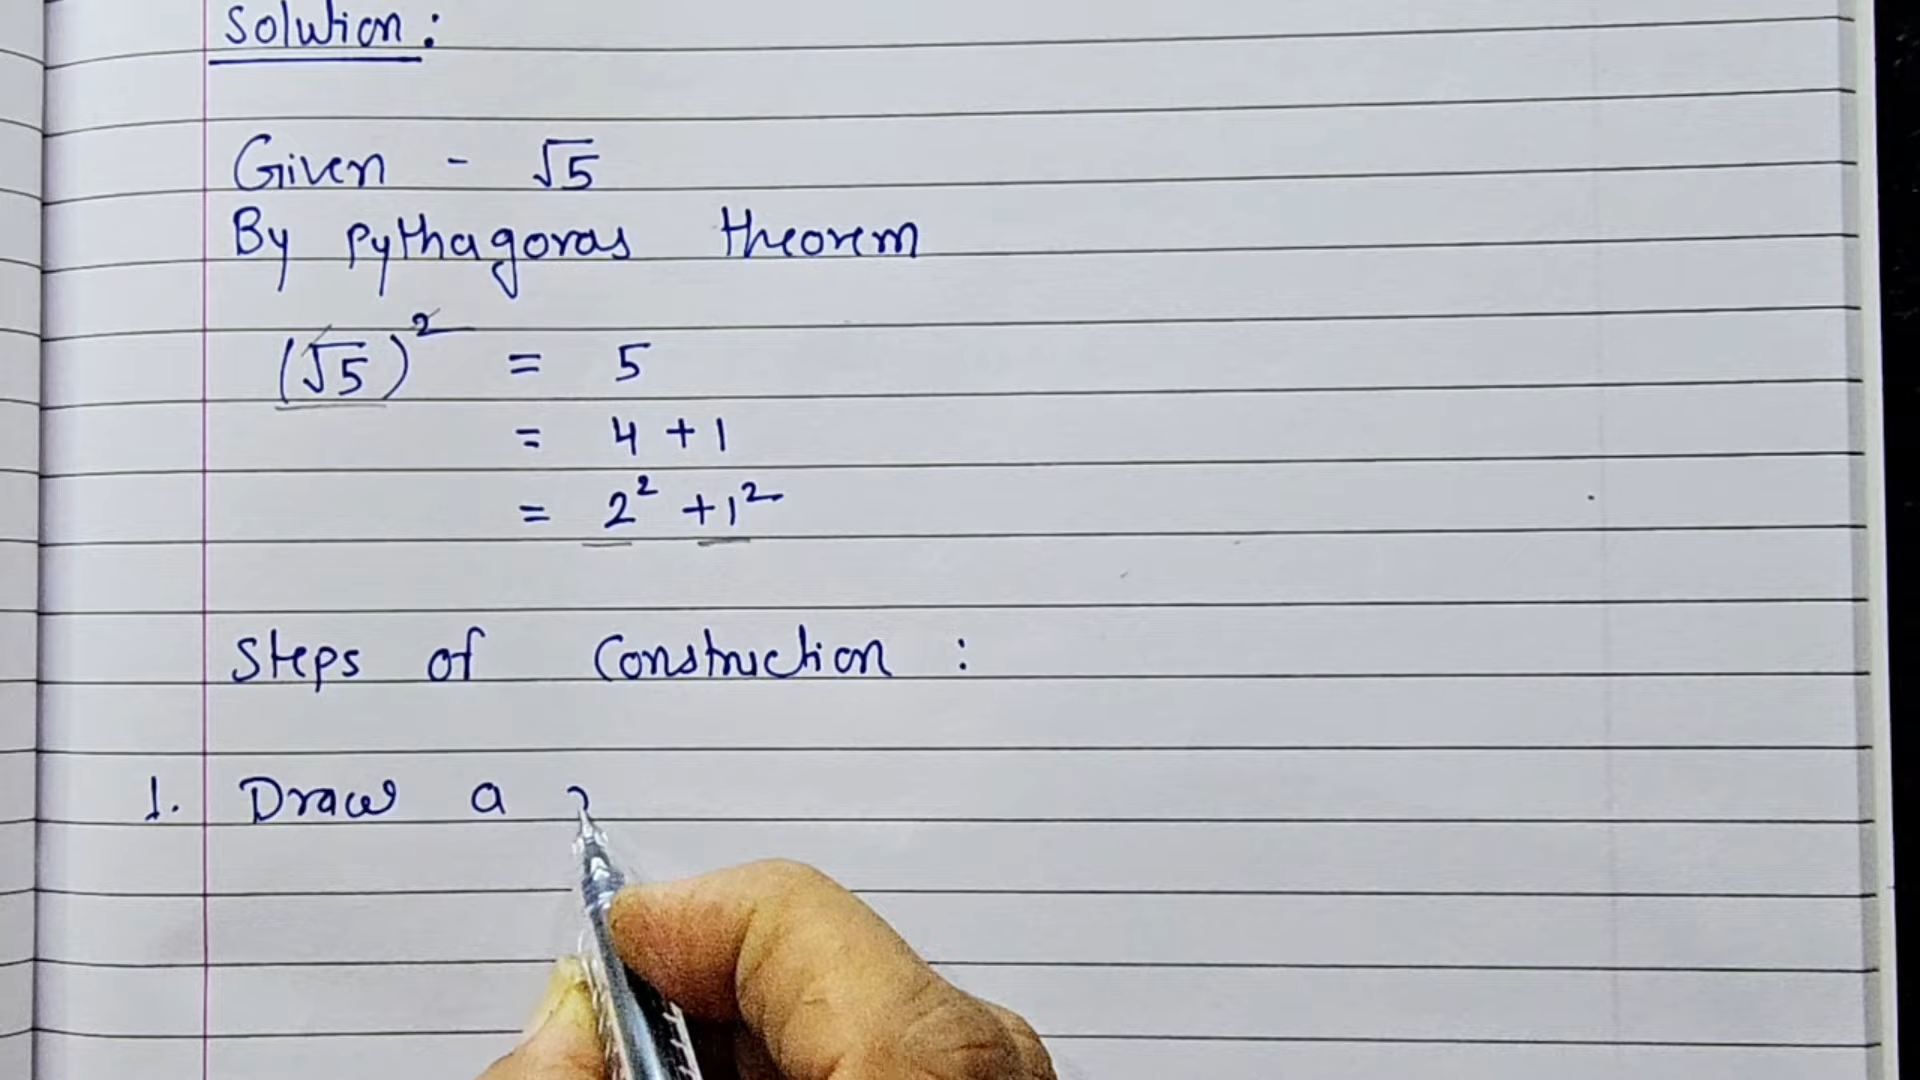 Solution:
Given - √5
By Pythagoras theorem
(√5)² = 5
= 4 + 1
= 2² + 1²
Steps of Construction :
1. Draw a